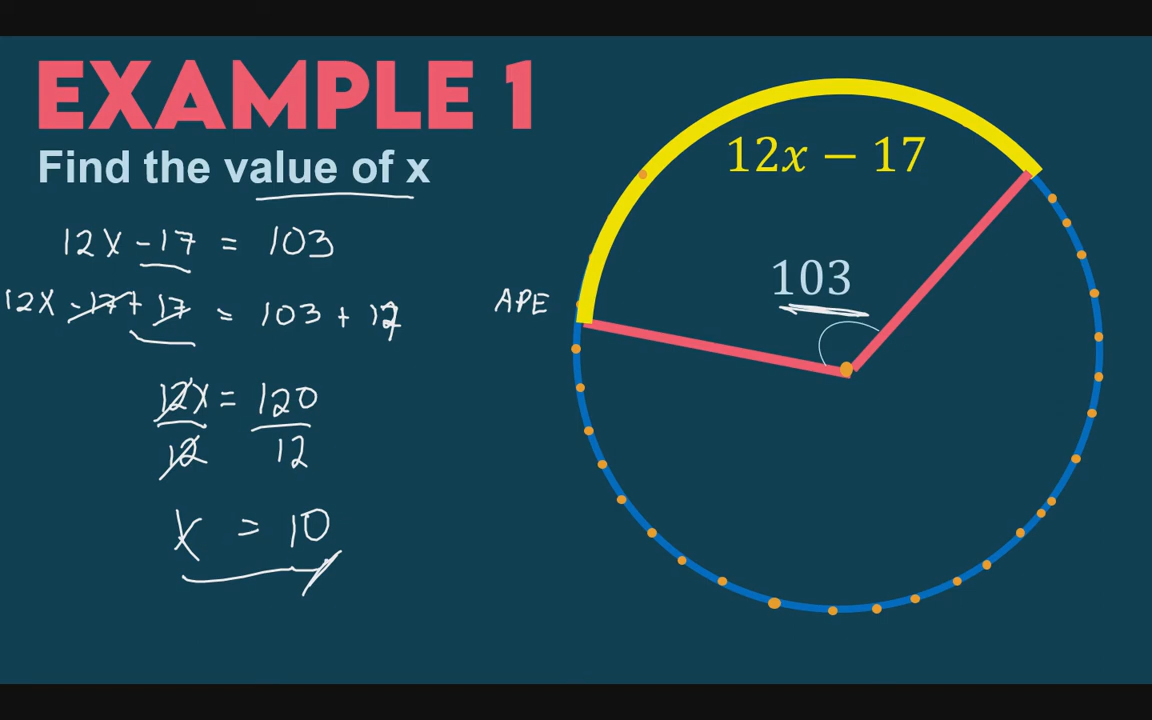 EXAMPLE 1
Find the value of x
12x - 17 = 103
12x - 17 + 17 = 103 + 17
APE
12x = 120
12 12
x = 10
12x − 17
103